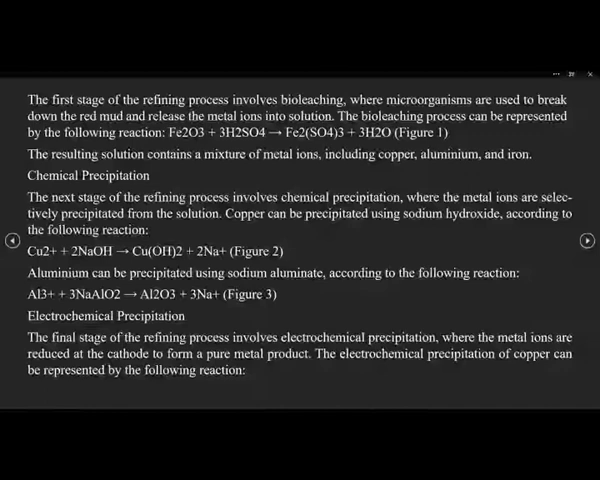 The first stage of the refining process involves bioleaching, where microorganisms are used to break
down the red mud and release the metal ions into solution. The bioleaching process can be represented
by the following reaction: Fe2O3 + 3H2SO4 → Fe2(SO4)3 + 3H2O (Figure 1)
The resulting solution contains a mixture of metal ions, including copper, aluminium, and iron.
Chemical Precipitation
The next stage of the refining process involves chemical precipitation, where the metal ions are selec-
tively precipitated from the solution. Copper can be precipitated using sodium hydroxide, according to
the following reaction:
Cu2+ + 2NaOH → Cu(OH)2 + 2Na+ (Figure 2)
Aluminium can be precipitated using sodium aluminate, according to the following reaction:
Al3+ + 3NaAlO2 → Al2O3 + 3Na+ (Figure 3)
Electrochemical Precipitation
The final stage of the refining process involves electrochemical precipitation, where the metal ions are
reduced at the cathode to form a pure metal product. The electrochemical precipitation of copper can
be represented by the following reaction: